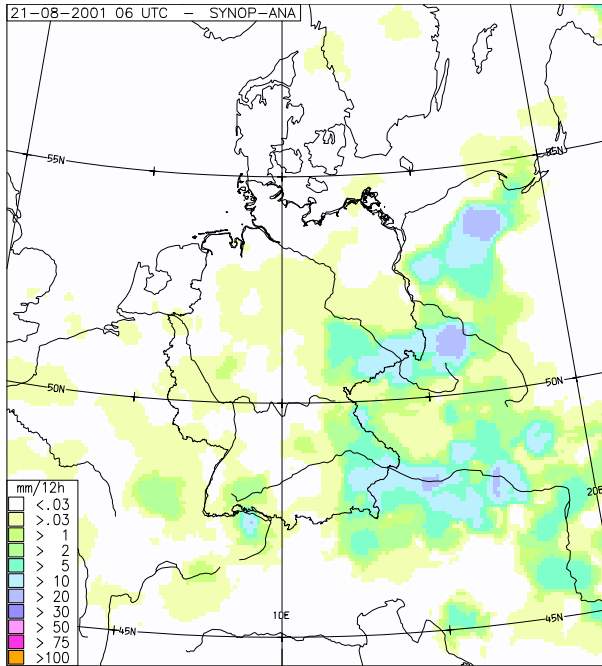 21-08-2001 06 UTC - SYNOP-ANA
55N
55N
50N
50N
20E
10E
45N
45N
mm/12h
<.03
>.03
> 1
> 2
> 5
> 10
> 20
> 30
> 50
> 75
>100